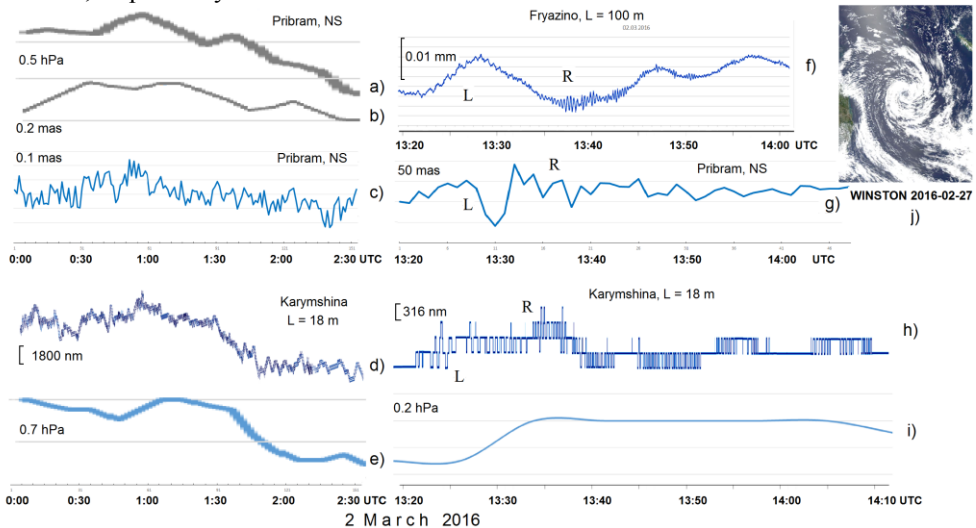 Pribram, NS
0.5 hPa
a)
b)
0.2 mas
0.1 mas
Pribram, NS
c)
0:00 0:30 1:00 1:30 2:00 2:30 UTC
Karymshina
L = 18 m
1800 nm
d)
0.7 hPa
e)
0:00 0:30 1:00 1:30 2:00 2:30 UTC
Fryazino, L = 100 m
02.03.2016
0.01 mm
L
R
f)
13:20 13:30 13:40 13:50 14:00 UTC
50 mas
Pribram, NS
R
L
g)
13:20 13:30 13:40 13:50 14:00 UTC
WINSTON 2016-02-27
j)
Karymshina, L = 18 m
316 nm
R
h)
L
0.2 hPa
i)
13:20 13:30 13:40 13:50 14:00 14:10 UTC
2 March 2016